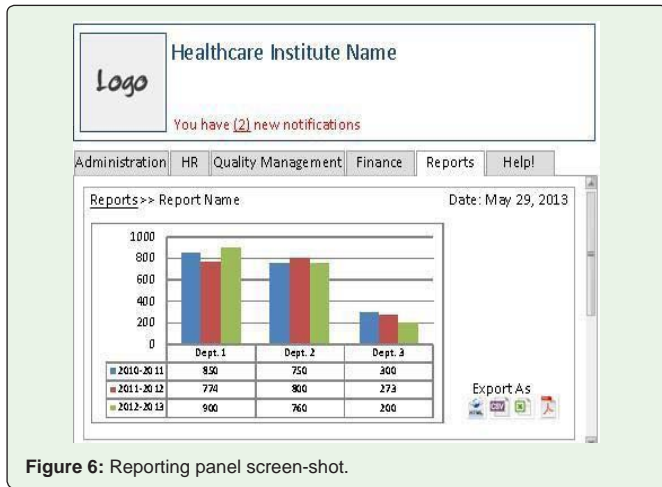 Logo
Healthcare Institute Name
You have (2) new notifications
Administration HR Quality Management Finance Reports Help!
Reports>> Report Name Date: May 29, 2013
1000
800
600
400
200
0
Dept. 1 Dept. 2 Dept. 3
2010-2011 850 750 300
2011-2012 774 800 273
2012-2013 900 760 200
Export As
HTML CSV
Figure 6: Reporting panel screen-shot.